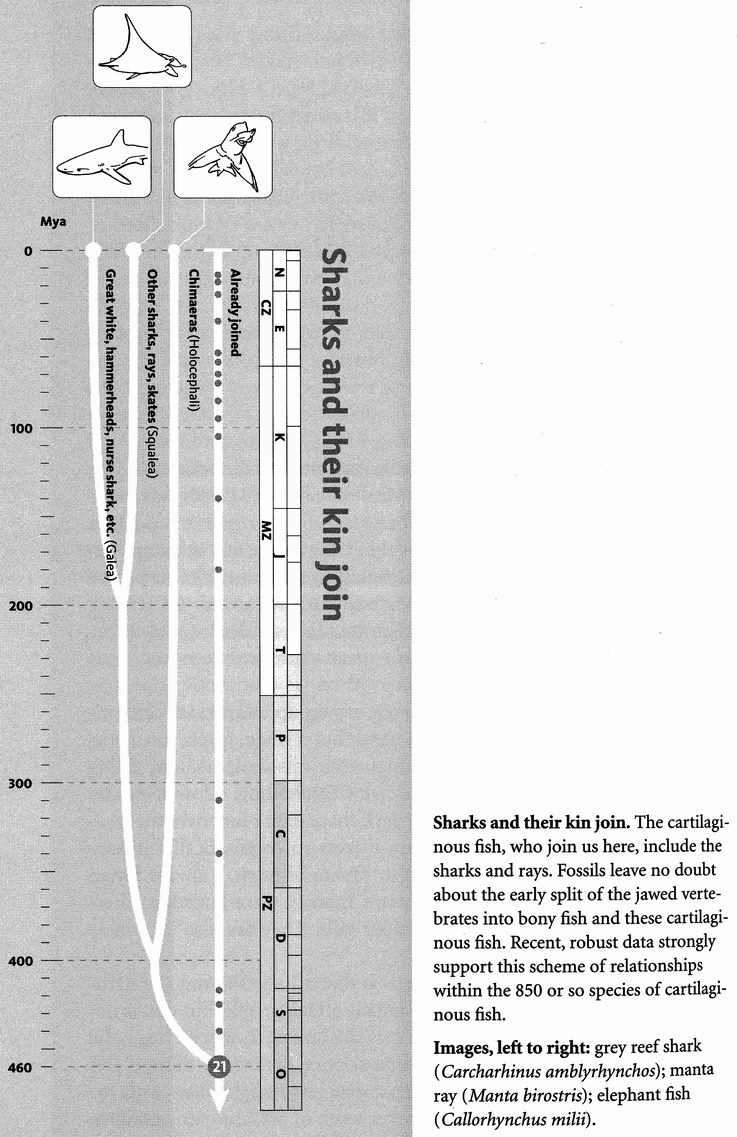 Mya
0
100
200
300
400
460
Great white, hammerheads, nurse shark, etc. (Galea)
Other sharks, rays, skates (Squalea)
Chimaeras (Holocephali)
Already joined
21
N
E
K
J
T
P
C
D
S
O
CZ
MZ
PZ
Sharks and their kin join
Sharks and their kin join. The cartilagi-
nous fish, who join us here, include the
sharks and rays. Fossils leave no doubt
about the early split of the jawed verte-
brates into bony fish and these cartilagi-
nous fish. Recent, robust data strongly
support this scheme of relationships
within the 850 or so species of cartilagi-
nous fish.
Images, left to right: grey reef shark
(Carcharhinus amblyrhynchos); manta
ray (Manta birostris); elephant fish
(Callorhynchus milii).